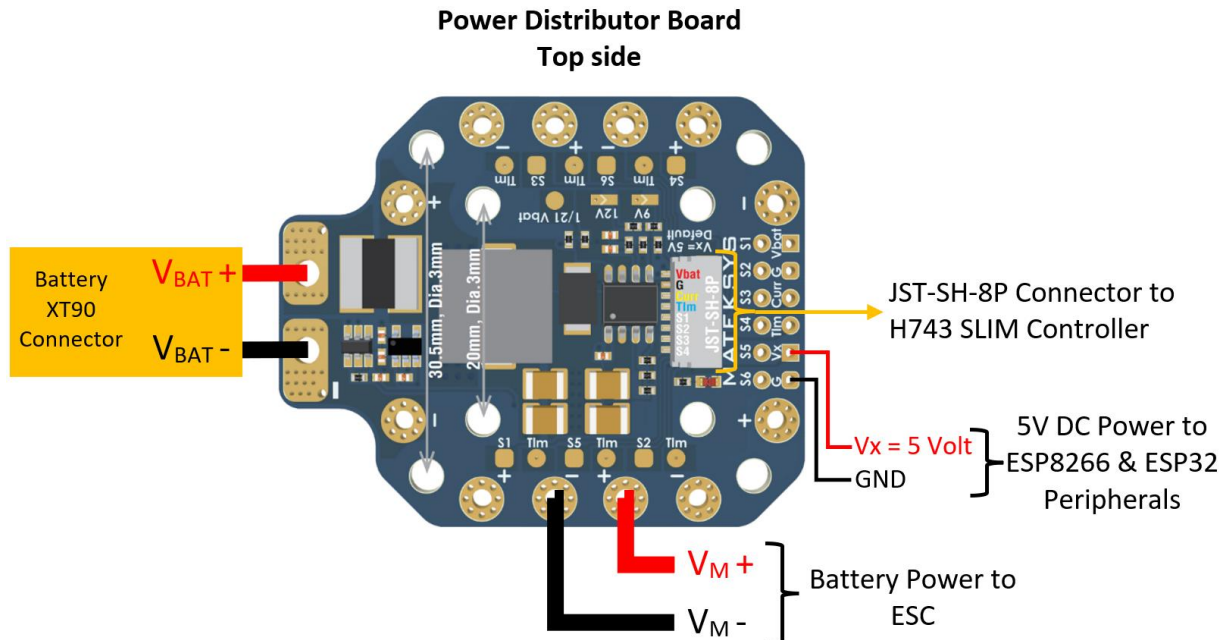 Power Distributor Board
Top side
+ - + - +
Tlm S3 Tlm S6 Tlm S4
1/21 Vbat 12V 9V
Vx= 5V
Default
Battery
XT90
Connector
VBAT +
VBAT -
30.5mm, Dia.3mm
20mm, Dia.3mm
Vbat
G
Curr
Tlm
S1
S2
S3
S4
JST-SH-8P
MATEKSYS
S1 Vbat
S2 G
S3 Curr
S4 Tlm
S5 Vx
S6 G
JST-SH-8P Connector to
H743 SLIM Controller
S1 Tlm S5 Tlm S2 Tlm
Vx = 5 Volt
GND
5V DC Power to
ESP8266 & ESP32
Peripherals
VM +
VM -
Battery Power to
ESC